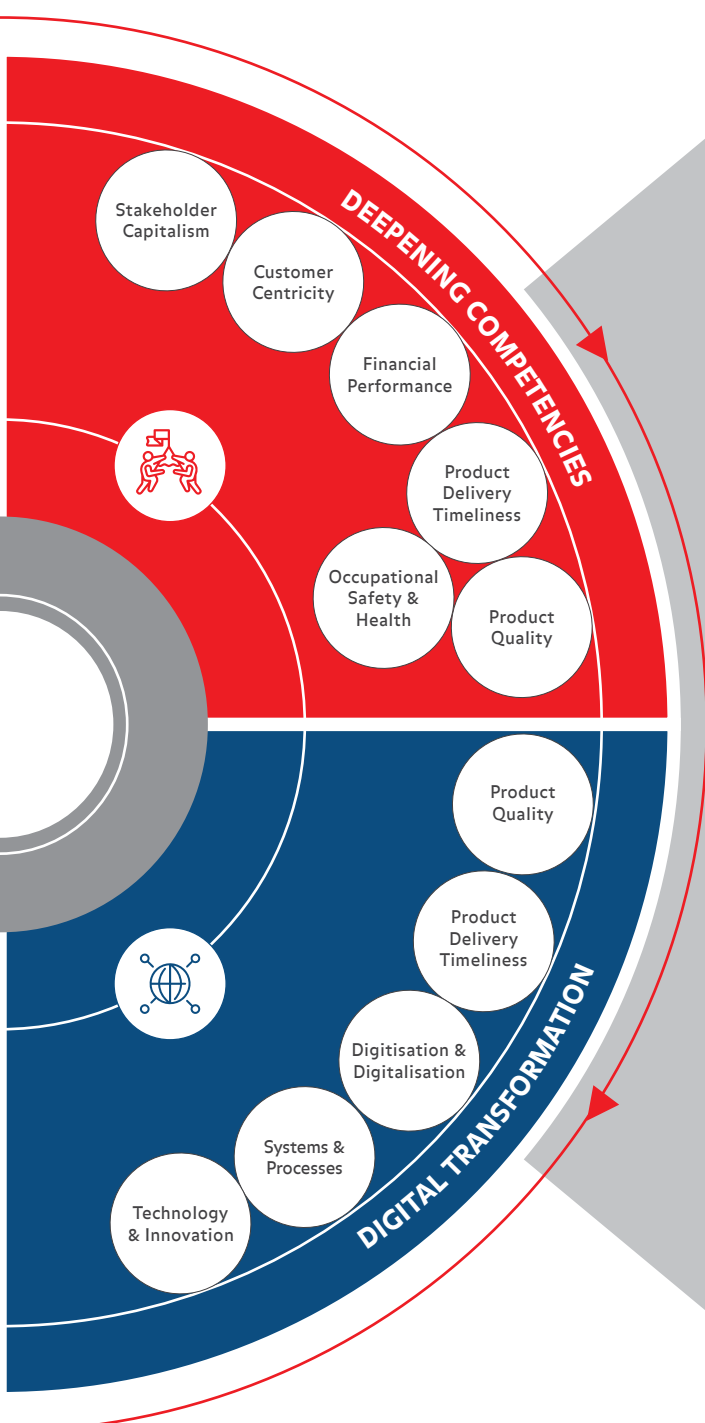 DEEPENING COMPETENCIES
Stakeholder
Capitalism
Customer
Centricity
Financial
Performance
Product
Delivery
Timeliness
Occupational
Safety &
Health
Product
Quality
Product
Quality
Product
Delivery
Timeliness
Digitisation &
Digitalisation
Systems &
Processes
Technology
& Innovation
DIGITAL TRANSFORMATION